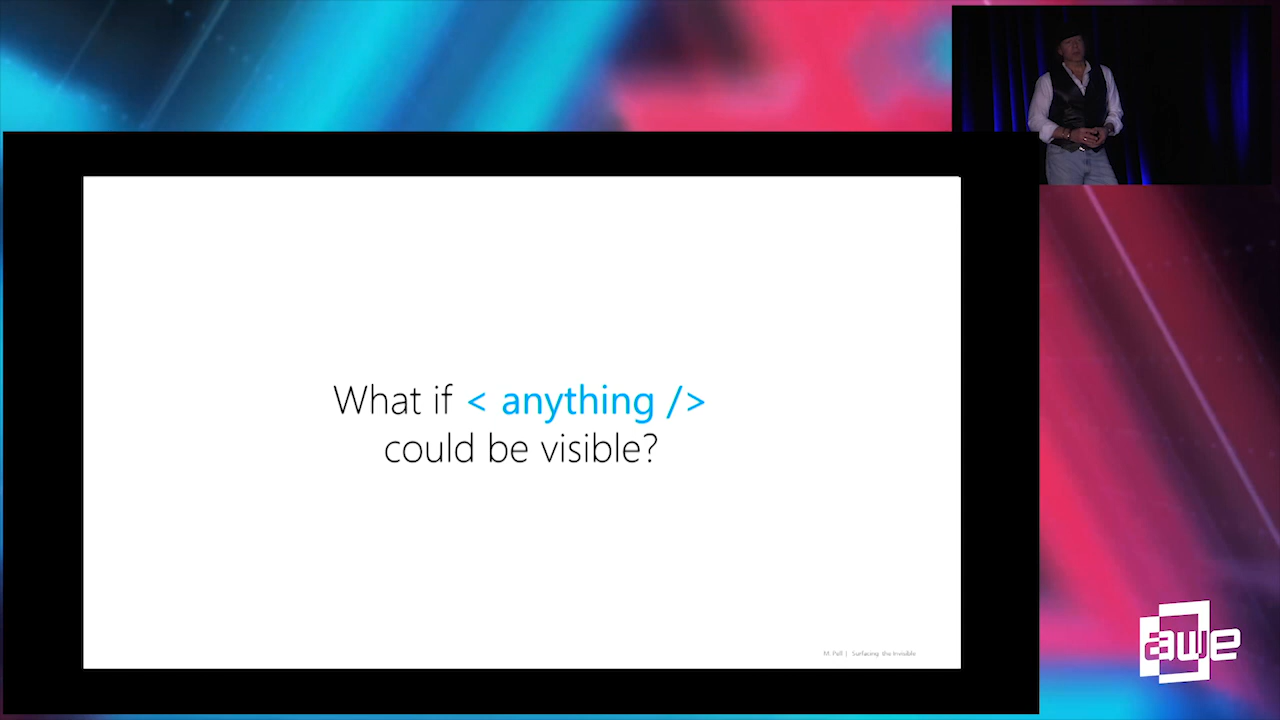 What if < anything />
could be visible?
M. Pell | Surfacing the Invisible
awe